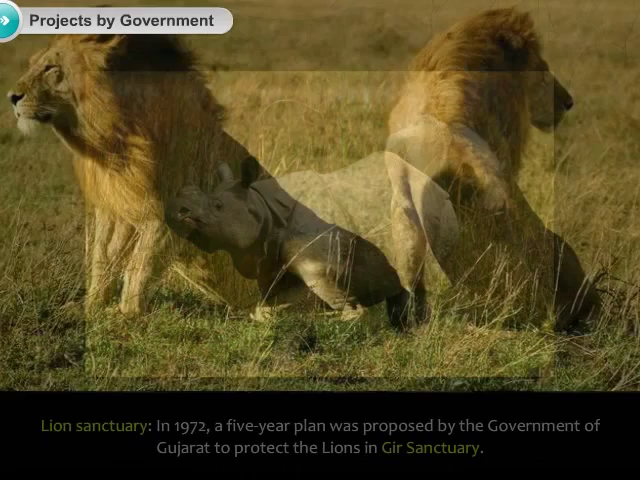 Projects by Government
Lion sanctuary: In 1972, a five-year plan was proposed by the Government of
Gujarat to protect the Lions in Gir Sanctuary.